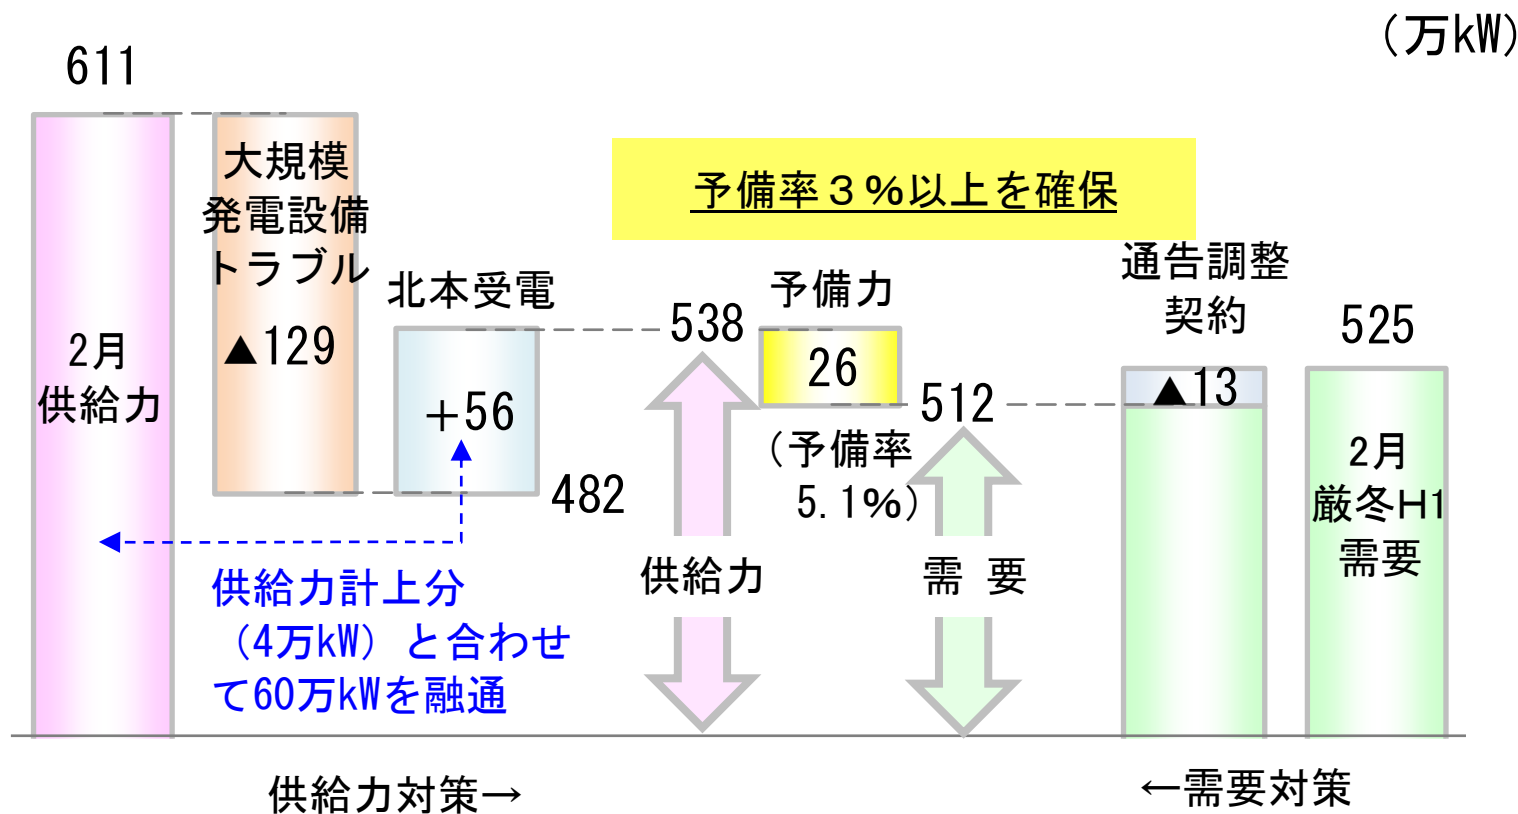 （万kW）
611
大規模
発電設備
トラブル
▲129
2月
供給力
北本受電
＋56
482
供給力計上分
（4万kW）と合わせ
て60万kWを融通
予備率３％以上を確保
538
供給力
予備力
26
（予備率
5.1%）
512
需 要
通告調整
契約
▲13
525
2月
厳冬H1
需要
供給力対策→
←需要対策